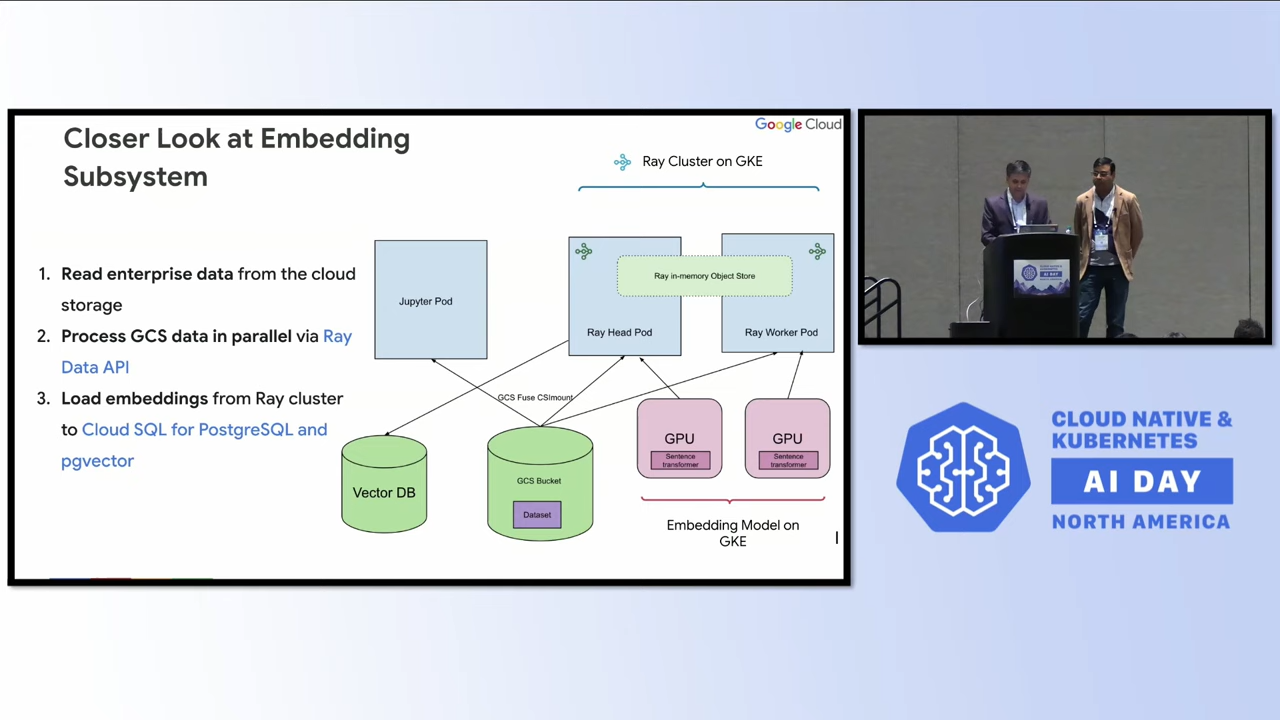 Closer Look at Embedding
Subsystem
Google Cloud
Ray Cluster on GKE
1. Read enterprise data from the cloud
storage
2. Process GCS data in parallel via Ray
Data API
3. Load embeddings from Ray cluster
to Cloud SQL for PostgreSQL and
pgvector
Jupyter Pod
Ray in-memory Object Store
Ray Head Pod
Ray Worker Pod
GCS Fuse CSImount
Vector DB
GCS Bucket
Dataset
GPU
Sentence
transformer
GPU
Sentence
transformer
Embedding Model on
GKE
AI DAY
CLOUD NATIVE &
KUBERNETES
AI DAY
NORTH AMERICA